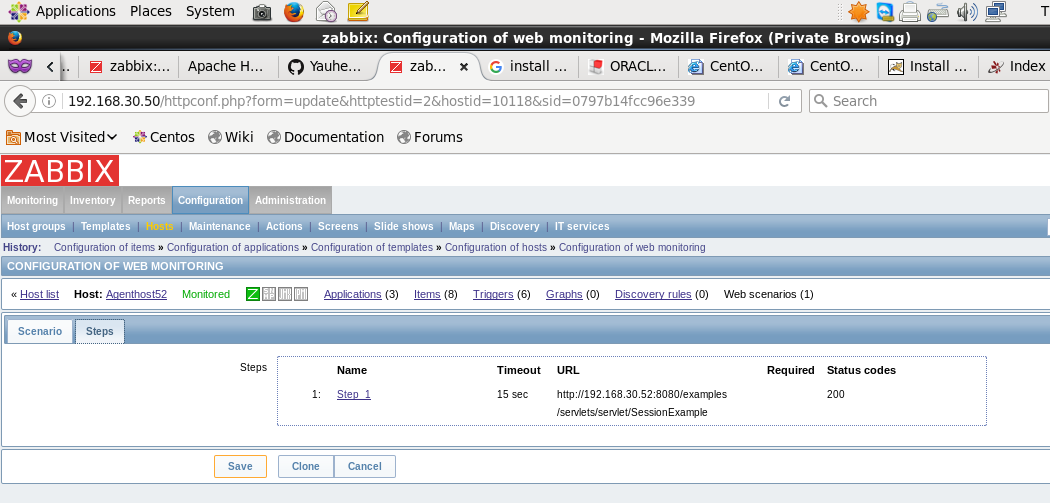 Applications Places System T
zabbix: Configuration of web monitoring - Mozilla Firefox (Private Browsing)
... zabbix:... Apache H... Yauhe... zab... install ... ORACL... CentO... CentO... Install ... Index
192.168.30.50/httpconf.php?form=update&httptestid=2&hostid=10118&sid=0797b14fcc96e339 Search
Most Visited Centos Wiki Documentation Forums
ZABBIX
Monitoring Inventory Reports Configuration Administration
Host groups | Templates | Hosts | Maintenance | Actions | Screens | Slide shows | Maps | Discovery | IT services
History: Configuration of items » Configuration of applications » Configuration of templates » Configuration of hosts » Configuration of web monitoring
CONFIGURATION OF WEB MONITORING
« Host list Host: Agenthost52 Monitored Z Applications (3) Items (8) Triggers (6) Graphs (0) Discovery rules (0) Web scenarios (1)
Scenario Steps
Steps Name Timeout URL Required Status codes
1: Step_1 15 sec http://192.168.30.52:8080/examples 200
/servlets/servlet/SessionExample
Save Clone Cancel